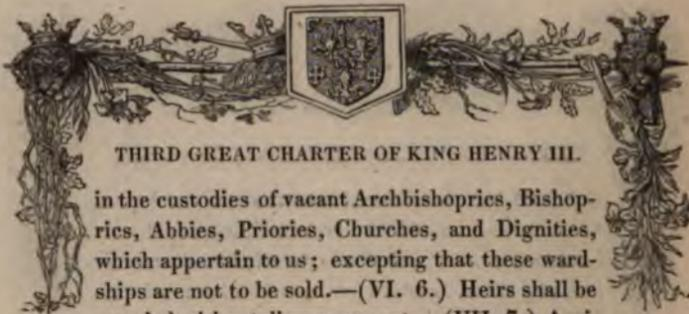 THIRD GREAT CHARTER OF KING HENRY III.
in the custodies of vacant Archbishoprics, Bishop-
rics, Abbies, Priories, Churches, and Dignities,
which appertain to us; excepting that these ward-
ships are not to be sold.—(VI. 6.) Heirs shall be